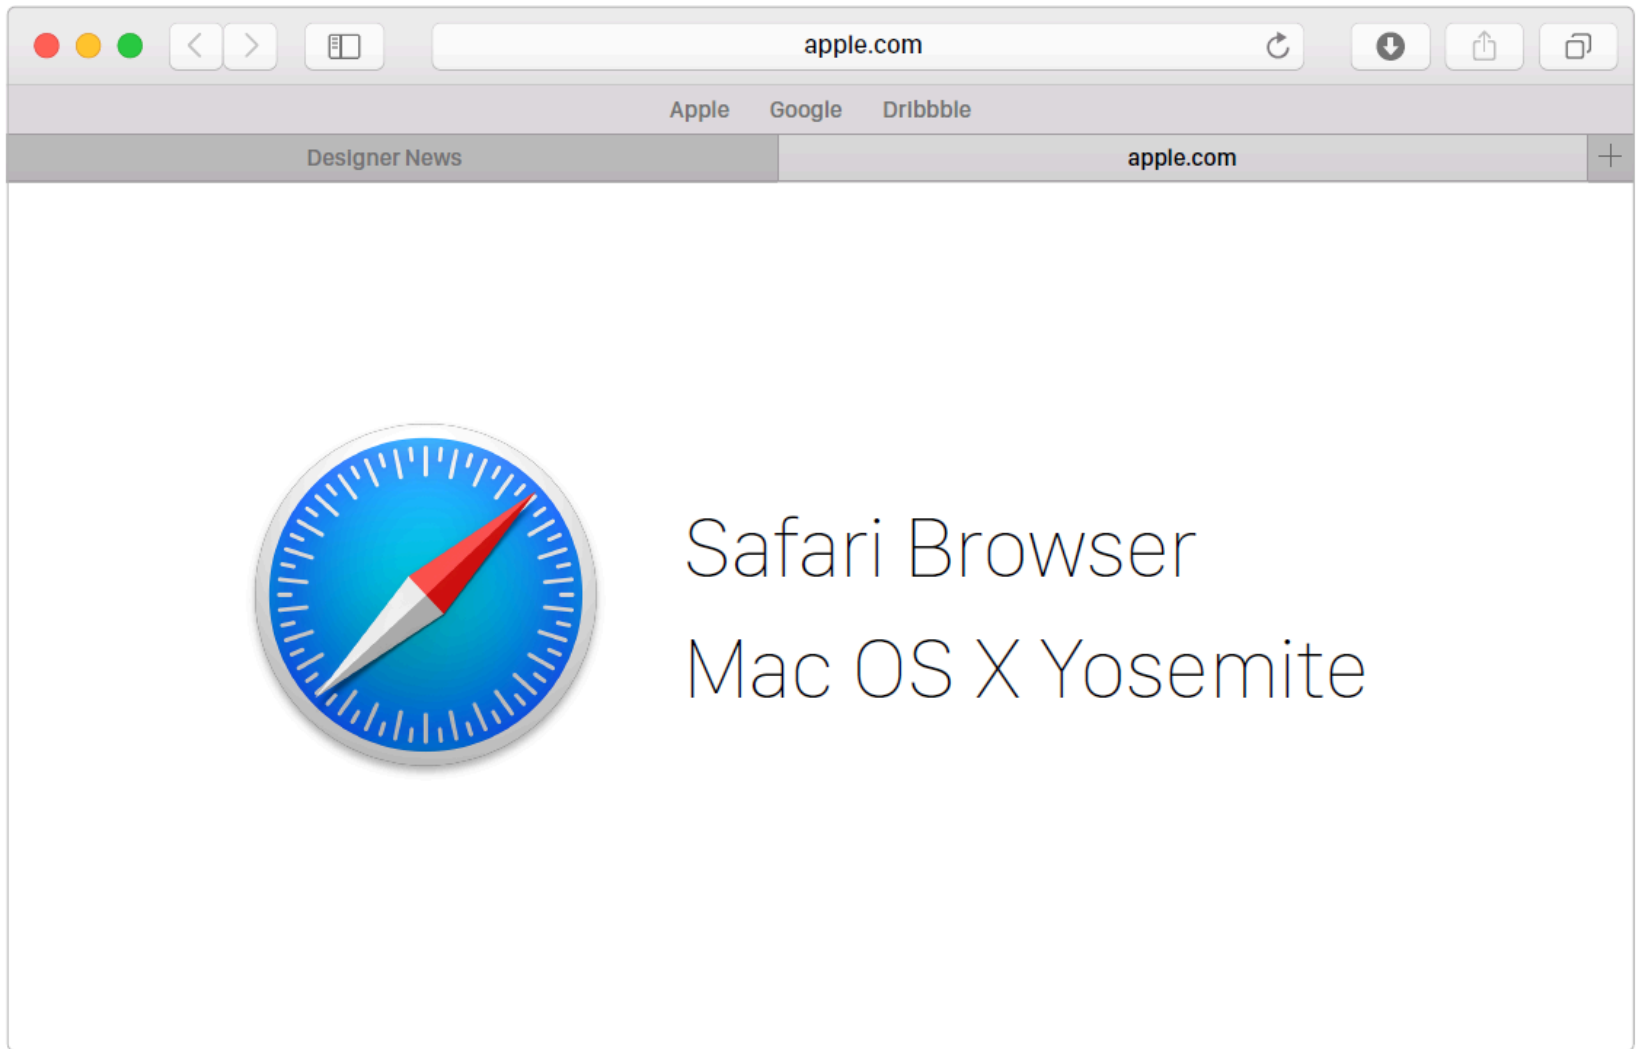 apple.com
Apple Google Dribbble
Designer News apple.com
Safari Browser
Mac OS X Yosemite